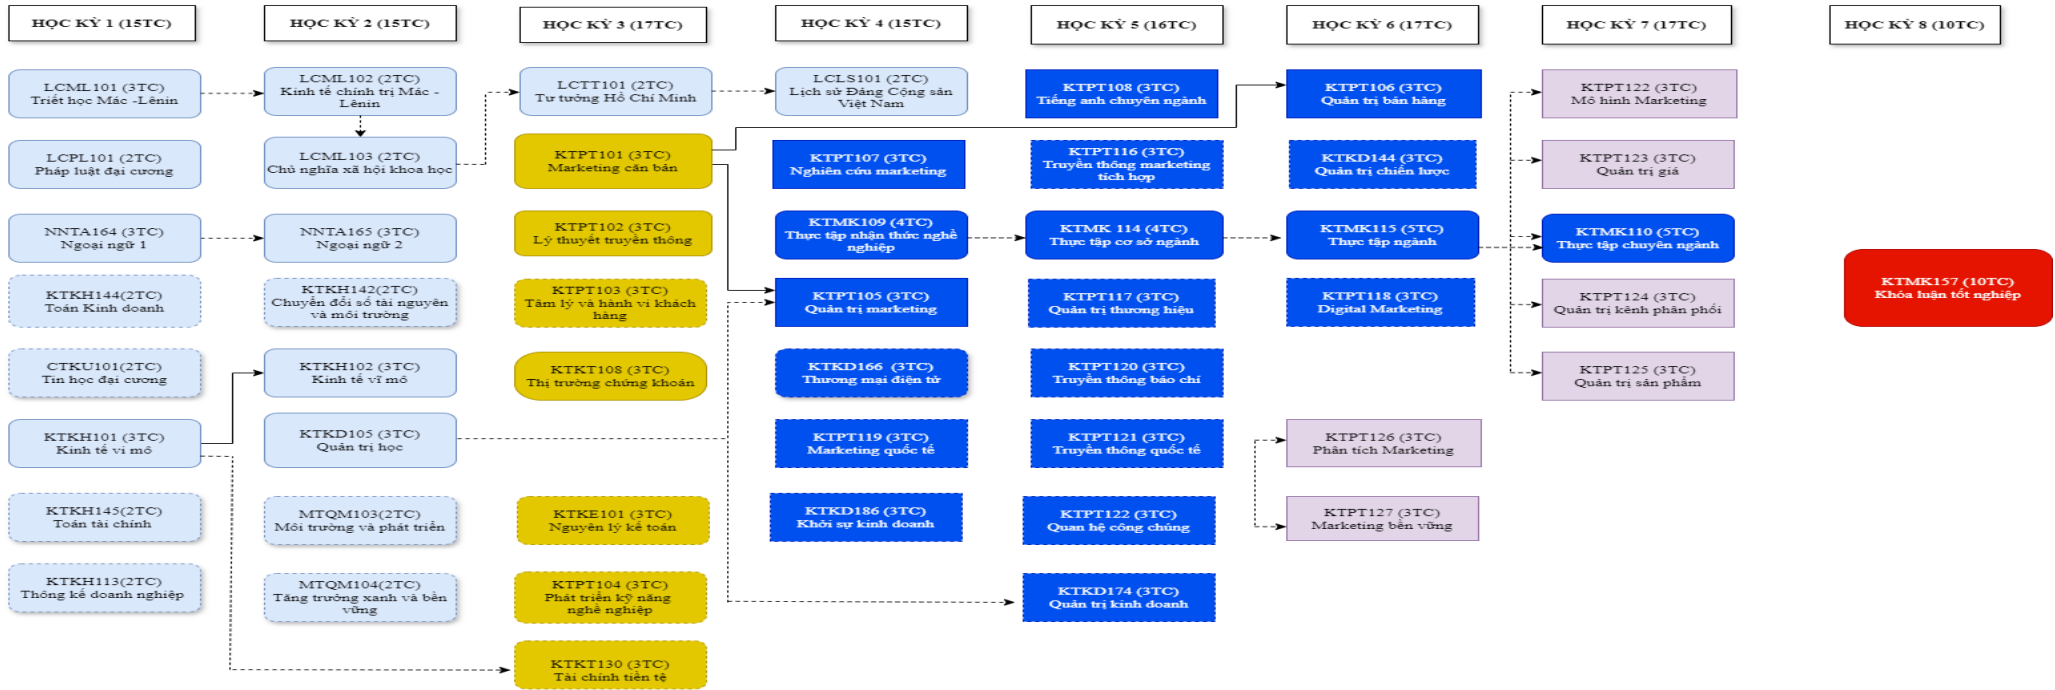 HỌC KỲ 1 (15TC)
HỌC KỲ 2 (15TC)
HỌC KỲ 3 (17TC)
HỌC KỲ 4 (15TC)
HỌC KỲ 5 (16TC)
HỌC KỲ 6 (17TC)
HỌC KỲ 7 (17TC)
HỌC KỲ 8 (10TC)
LCML101 (3TC)
Triết học Mác -Lênin
LCPL101 (2TC)
Pháp luật đại cương
NNTA164 (3TC)
Ngoại ngữ 1
KTKH144(2TC)
Toán Kinh doanh
CTKU101(2TC)
Tin học đại cương
KTKH101 (3TC)
Kinh tế vi mô
KTKH145(2TC)
Toán tài chính
KTKH113(2TC)
Thông kê doanh nghiệp
LCML102 (2TC)
Kinh tế chính trị Mác -
Lênin
LCML103 (2TC)
Chủ nghĩa xã hội khoa học
NNTA165 (3TC)
Ngoại ngữ 2
KTKH142(2TC)
Chuyển đổi số tài nguyên
và môi trường
KTKH102 (3TC)
Kinh tế vĩ mô
KTKD105 (3TC)
Quản trị học
MTQM103(2TC)
Môi trường và phát triển
MTQM104(2TC)
Tăng trưởng xanh và bền
vững
LCTT101 (2TC)
Tư tưởng Hồ Chí Minh
KTPT101 (3TC)
Marketing căn bản
KTPT102 (3TC)
Lý thuyết truyền thông
KTPT103 (3TC)
Tâm lý và hành vi khách
hàng
KTKT108 (3TC)
Thị trường chứng khoán
KTKE101 (3TC)
Nguyên lý kế toán
KTPT104 (3TC)
Phát triển kỹ năng
nghề nghiệp
KTKT130 (3TC)
Tài chính tiền tệ
LCLS101 (2TC)
Lịch sử Đảng Cộng sản
Việt Nam
KTPT107 (3TC)
Nghiên cứu marketing
KTMK109 (4TC)
Thực tập nhận thức nghề
nghiệp
KTPT105 (3TC)
Quản trị marketing
KTKD166 (3TC)
Thương mại điện tử
KTPT119 (3TC)
Marketing quốc tế
KTKD186 (3TC)
Khởi sự kinh doanh
KTPT108 (3TC)
Tiếng anh chuyên ngành
KTPT116 (3TC)
Truyền thông marketing
tích hợp
KTMK 114 (4TC)
Thực tập cơ sở ngành
KTPT117 (3TC)
Quản trị thương hiệu
KTPT120 (3TC)
Truyền thông báo chí
KTPT121 (3TC)
Truyền thông quốc tế
KTPT122 (3TC)
Quan hệ công chúng
KTKD174 (3TC)
Quản trị kinh doanh
KTPT106 (3TC)
Quản trị bán hàng
KTKD144 (3TC)
Quản trị chiến lược
KTMK115 (5TC)
Thực tập ngành
KTPT118 (3TC)
Digital Marketing
KTPT126 (3TC)
Phân tích Marketing
KTPT127 (3TC)
Marketing bền vững
KTPT122 (3TC)
Mô hình Marketing
KTPT123 (3TC)
Quản trị giá
KTMK110 (5TC)
Thực tập chuyên ngành
KTPT124 (3TC)
Quản trị kênh phân phối
KTPT125 (3TC)
Quản trị sản phẩm
KTMK157 (10TC)
Khóa luận tốt nghiệp